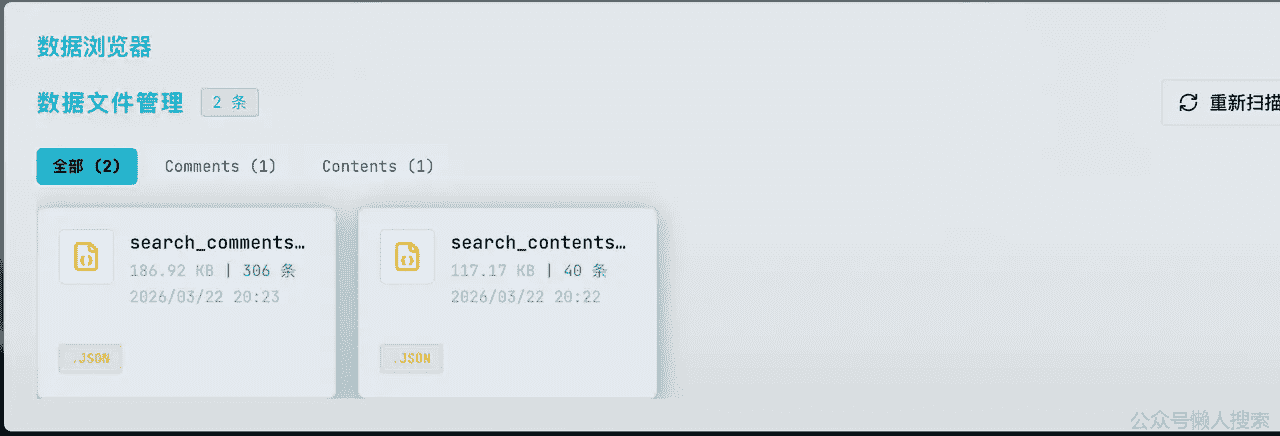 数据浏览器
数据文件管理 2 条
重新扫描
全部 (2) Comments (1) Contents (1)
search_comments…
186.92 KB | 306 条
2026/03/22 20:23
.JSON
search_contents…
117.17 KB | 40 条
2026/03/22 20:22
.JSON
公众号懒人搜索